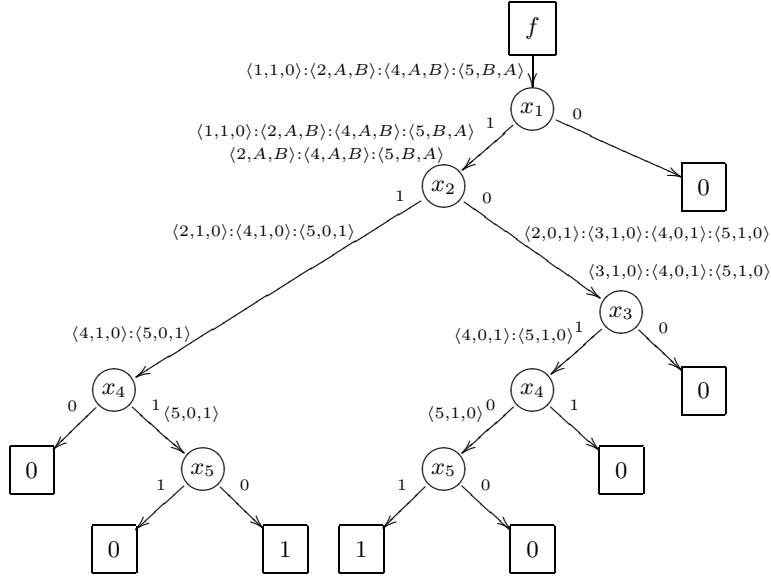 f
⟨1,1,0⟩:⟨2,A,B⟩:⟨4,A,B⟩:⟨5,B,A⟩
x₁
1 0
⟨1,1,0⟩:⟨2,A,B⟩:⟨4,A,B⟩:⟨5,B,A⟩
⟨2,A,B⟩:⟨4,A,B⟩:⟨5,B,A⟩
x₂ 0
1 0
⟨2,1,0⟩:⟨4,1,0⟩:⟨5,0,1⟩ ⟨2,0,1⟩:⟨3,1,0⟩:⟨4,0,1⟩:⟨5,1,0⟩
⟨3,1,0⟩:⟨4,0,1⟩:⟨5,1,0⟩
x₃
⟨4,1,0⟩:⟨5,0,1⟩ ⟨4,0,1⟩:⟨5,1,0⟩ 1 0
x₄ x₄ 0
0 1 ⟨5,0,1⟩ ⟨5,1,0⟩ 0 1
0 x₅ x₅ 0
1 0 1 0
0 1 1 0